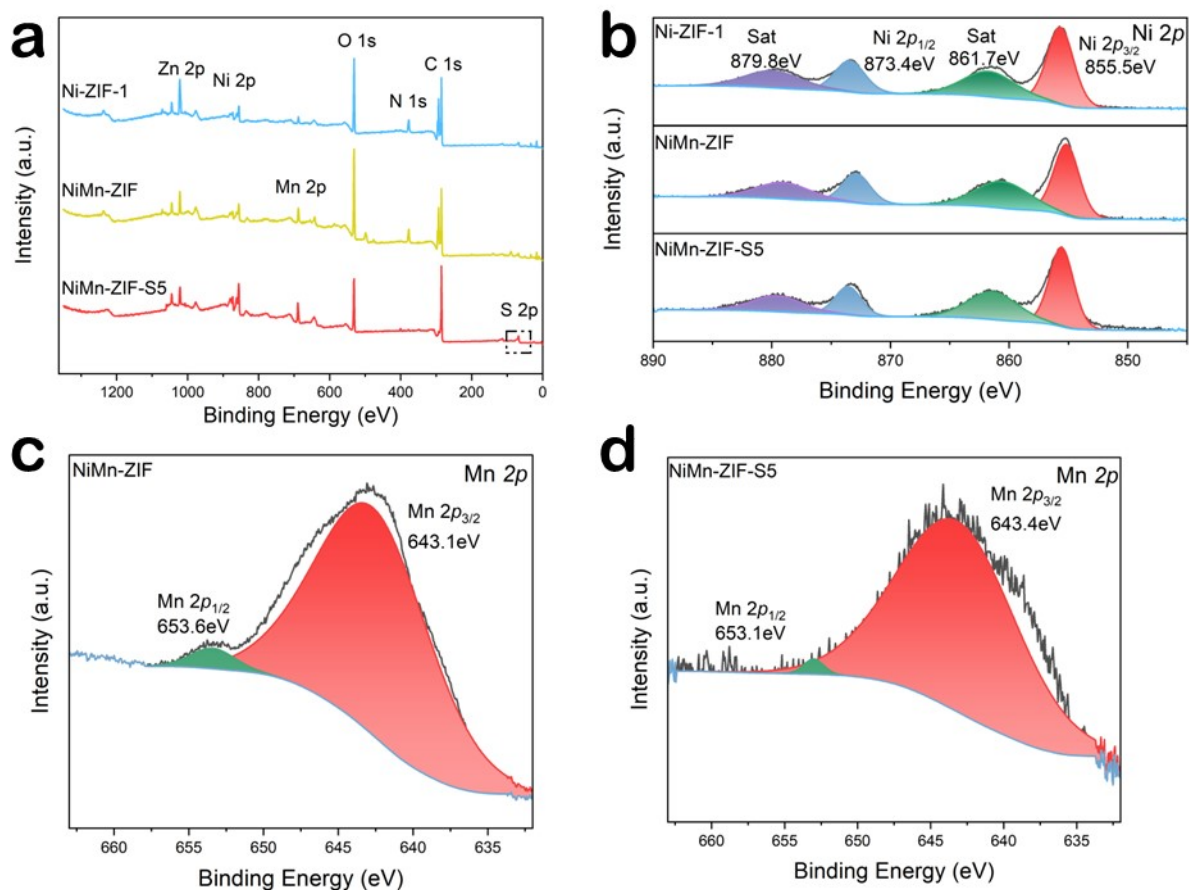 a
Ni-ZIF-1
Zn 2p
Ni 2p
O 1s
N 1s
C 1s
NiMn-ZIF
Mn 2p
NiMn-ZIF-S5
S 2p
Intensity (a.u.)
1200 1000 800 600 400 200 0
Binding Energy (eV)
b
Ni-ZIF-1
Sat
879.8eV
Ni 2p1/2
873.4eV
Sat
861.7eV
Ni 2p3/2
855.5eV
Ni 2p
NiMn-ZIF
NiMn-ZIF-S5
Intensity (a.u.)
890 880 870 860 850
Binding Energy (eV)
c
NiMn-ZIF
Mn 2p
Mn 2p3/2
643.1eV
Mn 2p1/2
653.6eV
Intensity (a.u.)
660 655 650 645 640 635
Binding Energy (eV)
d
NiMn-ZIF-S5
Mn 2p
Mn 2p3/2
643.4eV
Mn 2p1/2
653.1eV
Intensity (a.u.)
660 655 650 645 640 635
Binding Energy (eV)